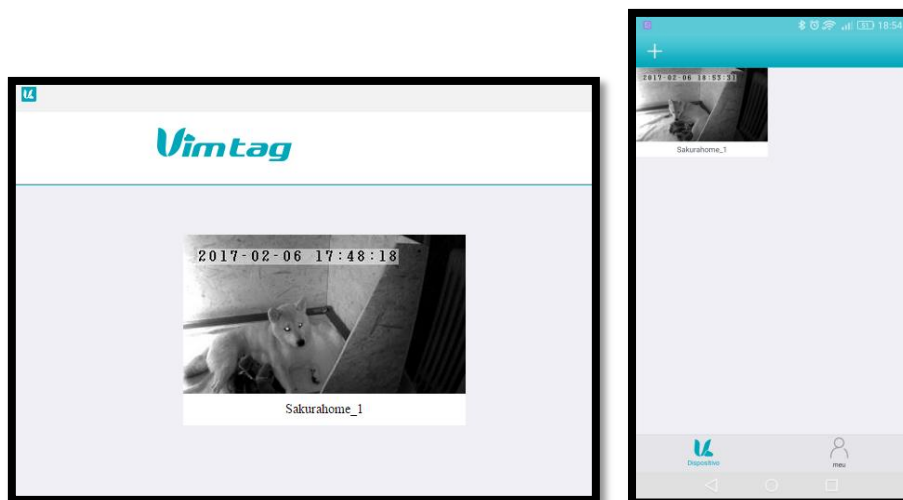 Vimtag
2017-02-06 17:48:18
Sakurahome_1
51 18:54
2017-02-06 18:53:31
Sakurahome_1
Dispositivo
meu